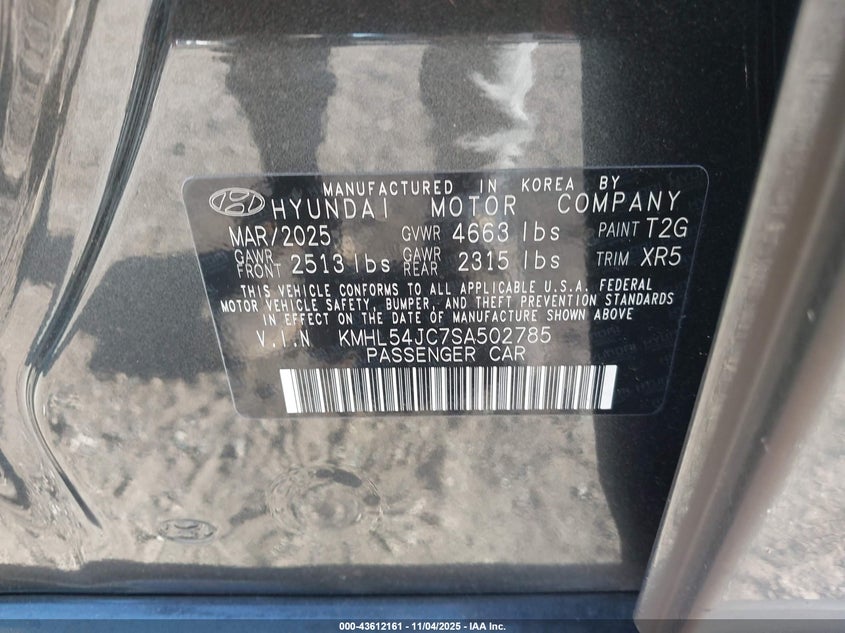 MANUFACTURED IN KOREA BY
HYUNDAI MOTOR COMPANY
MAR/2025 GVWR 4663 lbs PAINT T2G
GAWR FRONT 2513 lbs GAWR REAR 2315 lbs TRIM XR5
THIS VEHICLE CONFORMS TO ALL APPLICABLE U.S.A. FEDERAL
MOTOR VEHICLE SAFETY, BUMPER, AND THEFT PREVENTION STANDARDS
IN EFFECT ON THE DATE OF MANUFACTURE SHOWN ABOVE
V.I.N KMHL54JC7SA502785
PASSENGER CAR
000-43612161 - 11/04/2025 - IAA Inc.